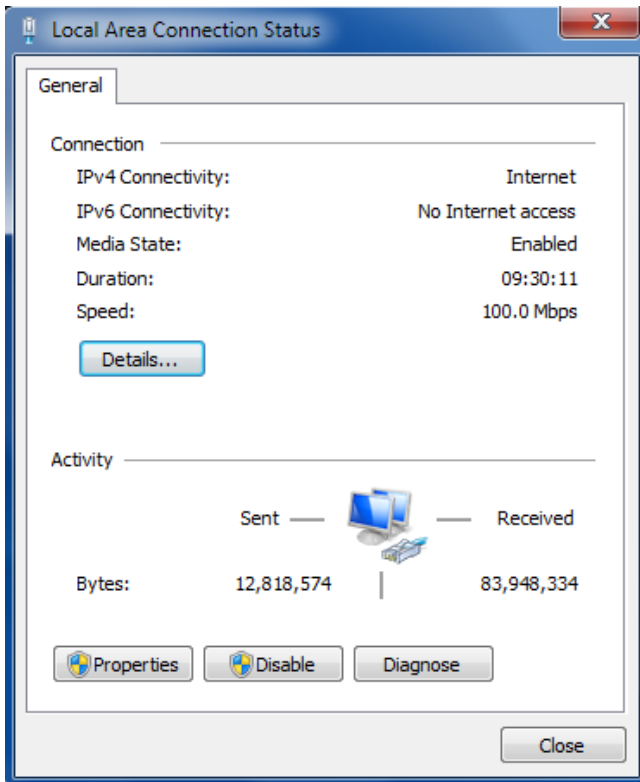 Local Area Connection Status
General
Connection
IPv4 Connectivity: Internet
IPv6 Connectivity: No Internet access
Media State: Enabled
Duration: 09:30:11
Speed: 100.0 Mbps
Details...
Activity
Sent Received
Bytes: 12,818,574 83,948,334
Properties Disable Diagnose
Close